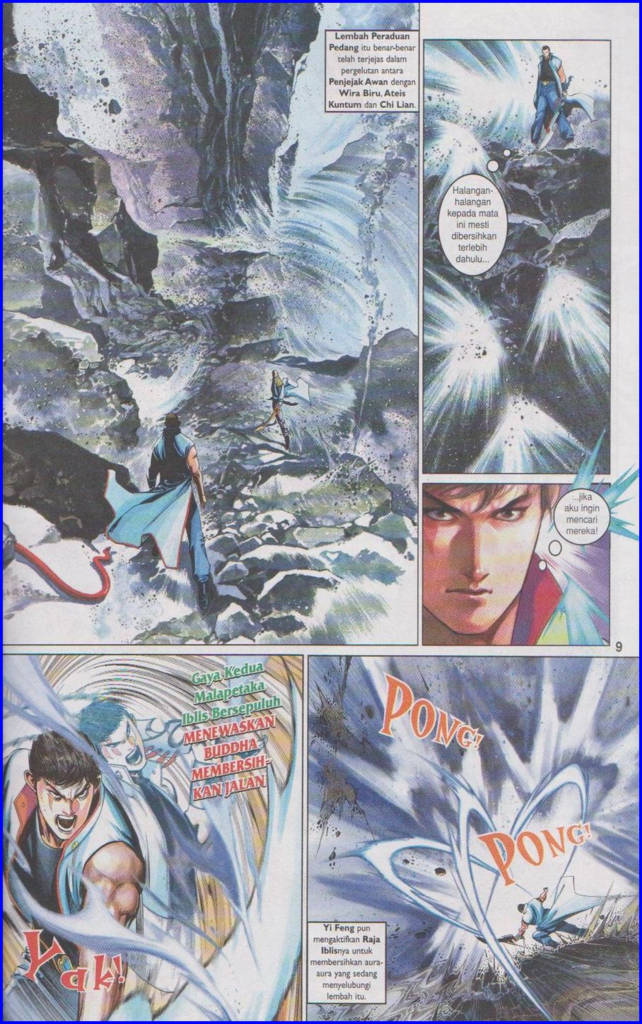 Lembah Peraduan
Pedang itu benar-benar
telah terjejas dalam
pergelutan antara
Penjejak Awan dengan
Wira Biru, Ateis
Kuntum dan Chi Lian.
Halangan-
halangan
kepada mata
ini mesti
dibersihkan
terlebih
dahulu...
...jika
aku ingin
mencari
mereka!
9
Gaya Kedua
Malapetaka
Iblis Bersepuluh
MENEWASKAN
BUDDHA
MEMBERSIH-
KAN JALAN
Yak!
PONG!
PONG!
Yi Feng pun
mengaktifkan Raja
Iblisnya untuk
membersihkan aura-
aura yang sedang
menyelubungi
lembah itu.